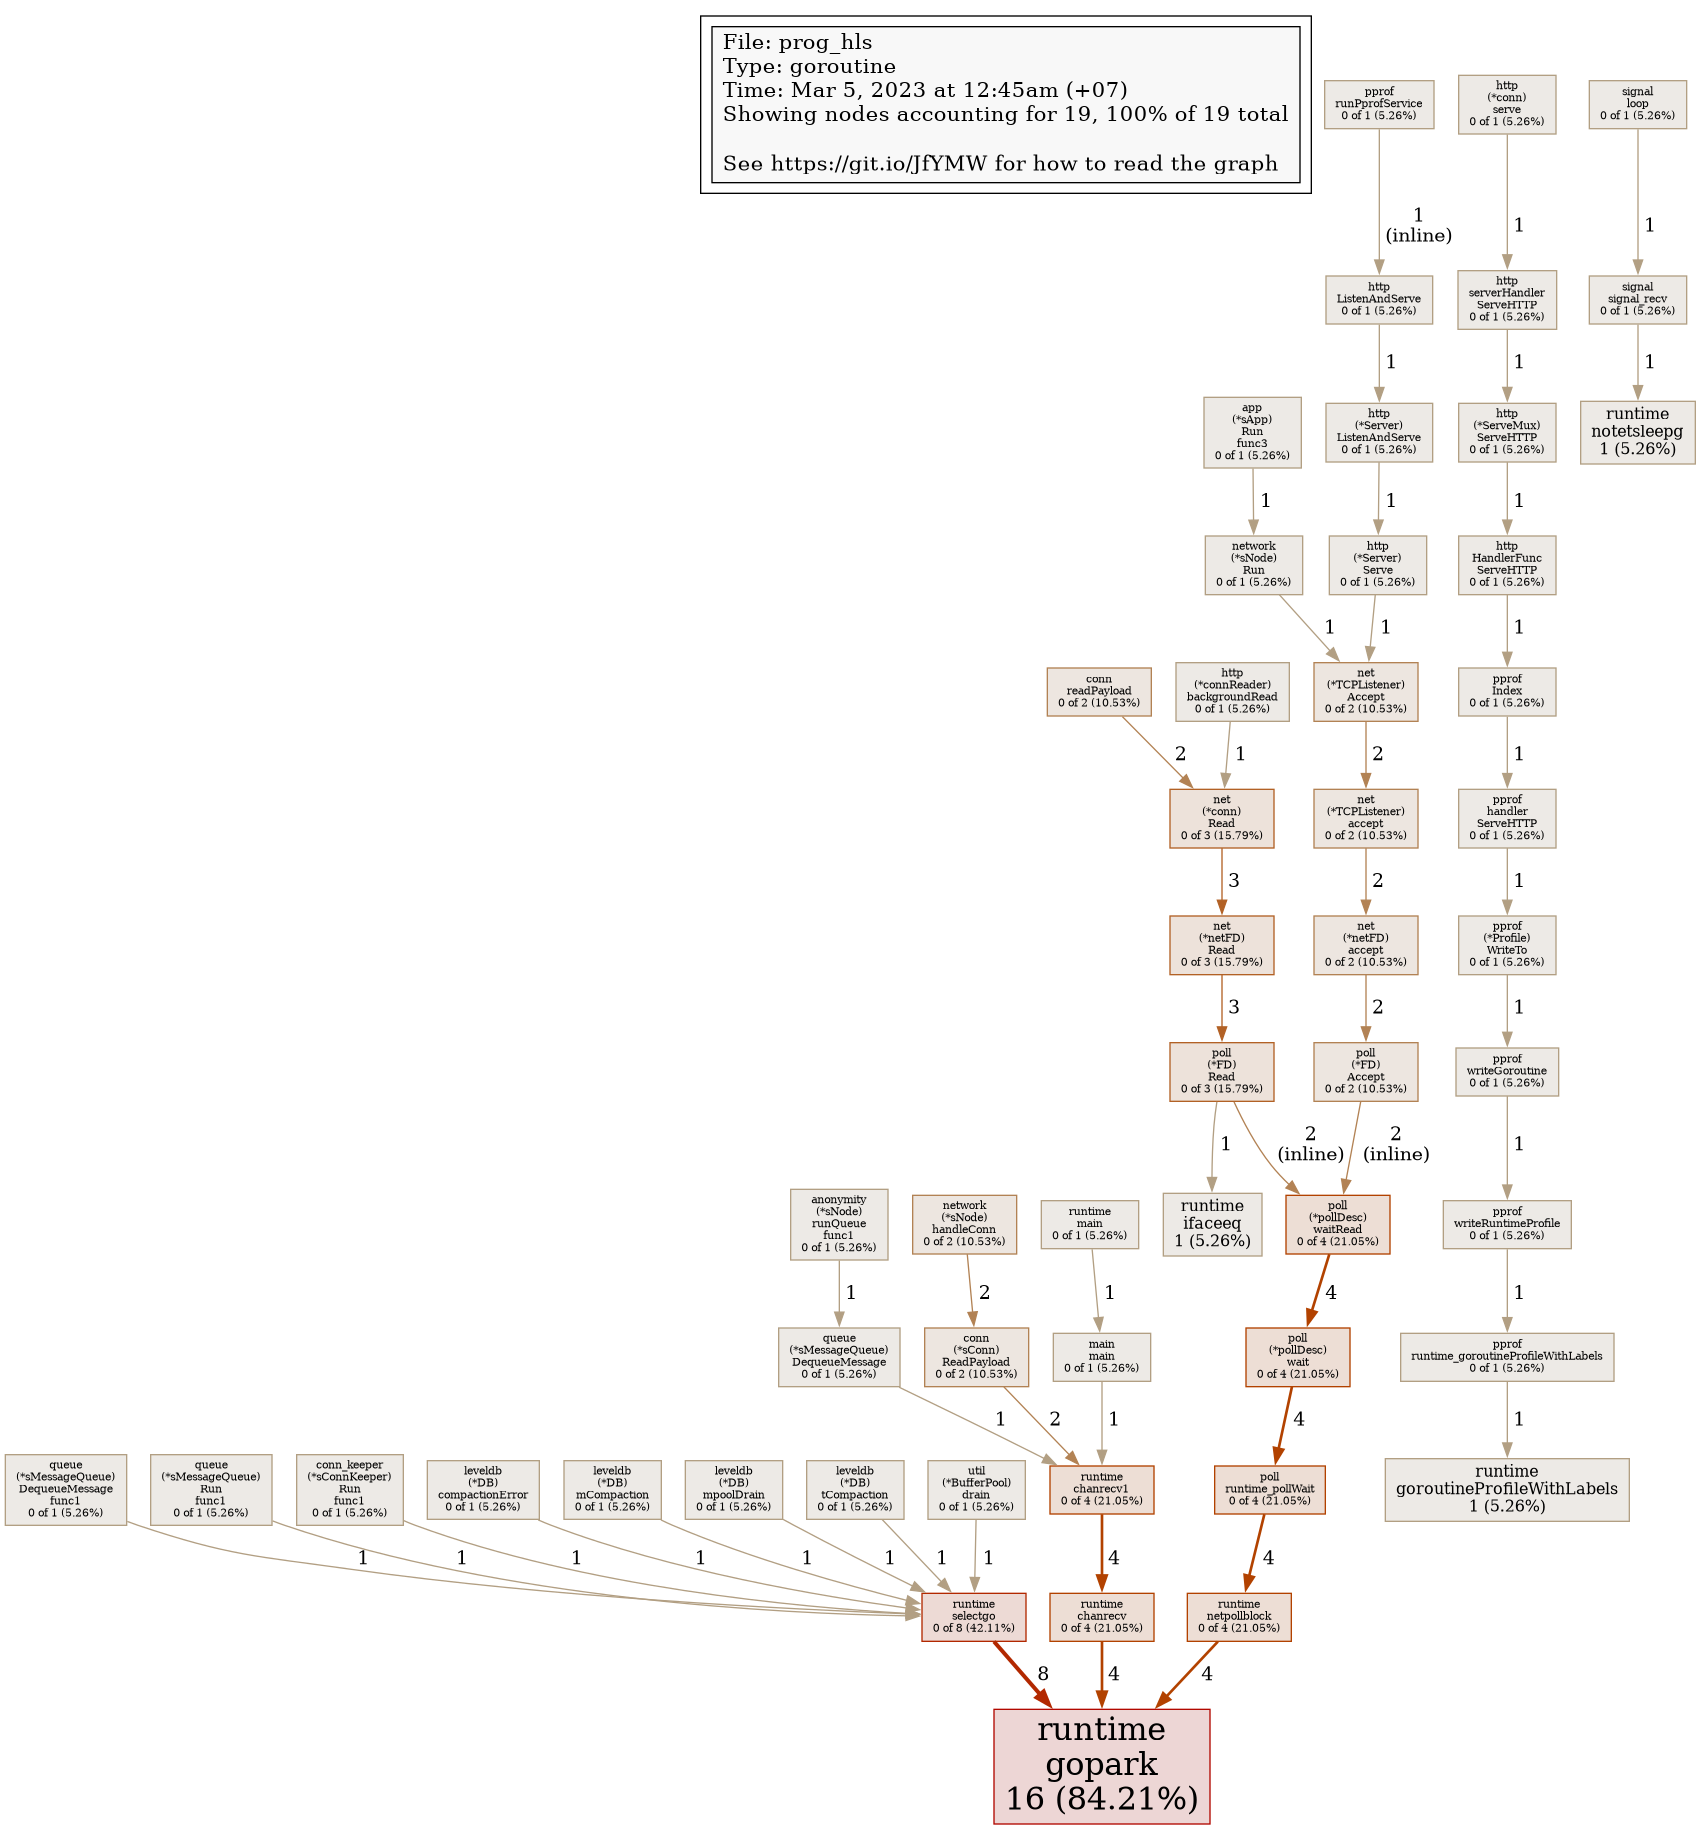 File: prog_hls
Type: goroutine
Time: Mar 5, 2023 at 12:45am (+07)
Showing nodes accounting for 19, 100% of 19 total
See https://git.io/JfYMW for how to read the graph
pprof
runPprofService
0 of 1 (5.26%)
http
(*conn)
serve
0 of 1 (5.26%)
signal
loop
0 of 1 (5.26%)
1
(inline)
1
1
http
ListenAndServe
0 of 1 (5.26%)
http
serverHandler
ServeHTTP
0 of 1 (5.26%)
signal
signal_recv
0 of 1 (5.26%)
1
1
1
app
(*sApp)
Run
func3
0 of 1 (5.26%)
http
(*Server)
ListenAndServe
0 of 1 (5.26%)
http
(*ServeMux)
ServeHTTP
0 of 1 (5.26%)
runtime
notetsleepg
1 (5.26%)
1
1
1
network
(*sNode)
Run
0 of 1 (5.26%)
http
(*Server)
Serve
0 of 1 (5.26%)
http
HandlerFunc
ServeHTTP
0 of 1 (5.26%)
1
1
1
conn
readPayload
0 of 2 (10.53%)
http
(*connReader)
backgroundRead
0 of 1 (5.26%)
net
(*TCPListener)
Accept
0 of 2 (10.53%)
pprof
Index
0 of 1 (5.26%)
2
1
2
1
net
(*conn)
Read
0 of 3 (15.79%)
net
(*TCPListener)
accept
0 of 2 (10.53%)
pprof
handler
ServeHTTP
0 of 1 (5.26%)
3
2
1
net
(*netFD)
Read
0 of 3 (15.79%)
net
(*netFD)
accept
0 of 2 (10.53%)
pprof
(*Profile)
WriteTo
0 of 1 (5.26%)
3
2
1
poll
(*FD)
Read
0 of 3 (15.79%)
poll
(*FD)
Accept
0 of 2 (10.53%)
pprof
writeGoroutine
0 of 1 (5.26%)
1
2
(inline)
2
(inline)
1
anonymity
(*sNode)
runQueue
func1
0 of 1 (5.26%)
network
(*sNode)
handleConn
0 of 2 (10.53%)
runtime
main
0 of 1 (5.26%)
runtime
ifaceeq
1 (5.26%)
poll
(*pollDesc)
waitRead
0 of 4 (21.05%)
pprof
writeRuntimeProfile
0 of 1 (5.26%)
1
2
1
4
1
queue
(*sMessageQueue)
DequeueMessage
0 of 1 (5.26%)
conn
(*sConn)
ReadPayload
0 of 2 (10.53%)
main
main
0 of 1 (5.26%)
poll
(*pollDesc)
wait
0 of 4 (21.05%)
pprof
runtime_goroutineProfileWithLabels
0 of 1 (5.26%)
1
2
1
4
1
queue
(*sMessageQueue)
DequeueMessage
func1
0 of 1 (5.26%)
queue
(*sMessageQueue)
Run
func1
0 of 1 (5.26%)
conn_keeper
(*sConnKeeper)
Run
func1
0 of 1 (5.26%)
leveldb
(*DB)
compactionError
0 of 1 (5.26%)
leveldb
(*DB)
mCompaction
0 of 1 (5.26%)
leveldb
(*DB)
mpoolDrain
0 of 1 (5.26%)
leveldb
(*DB)
tCompaction
0 of 1 (5.26%)
util
(*BufferPool)
drain
0 of 1 (5.26%)
runtime
chanrecv1
0 of 4 (21.05%)
poll
runtime_pollWait
0 of 4 (21.05%)
runtime
goroutineProfileWithLabels
1 (5.26%)
1
1
1
1
1
1
1
1
4
4
runtime
selectgo
0 of 8 (42.11%)
runtime
chanrecv
0 of 4 (21.05%)
runtime
netpollblock
0 of 4 (21.05%)
8
4
4
runtime
gopark
16 (84.21%)